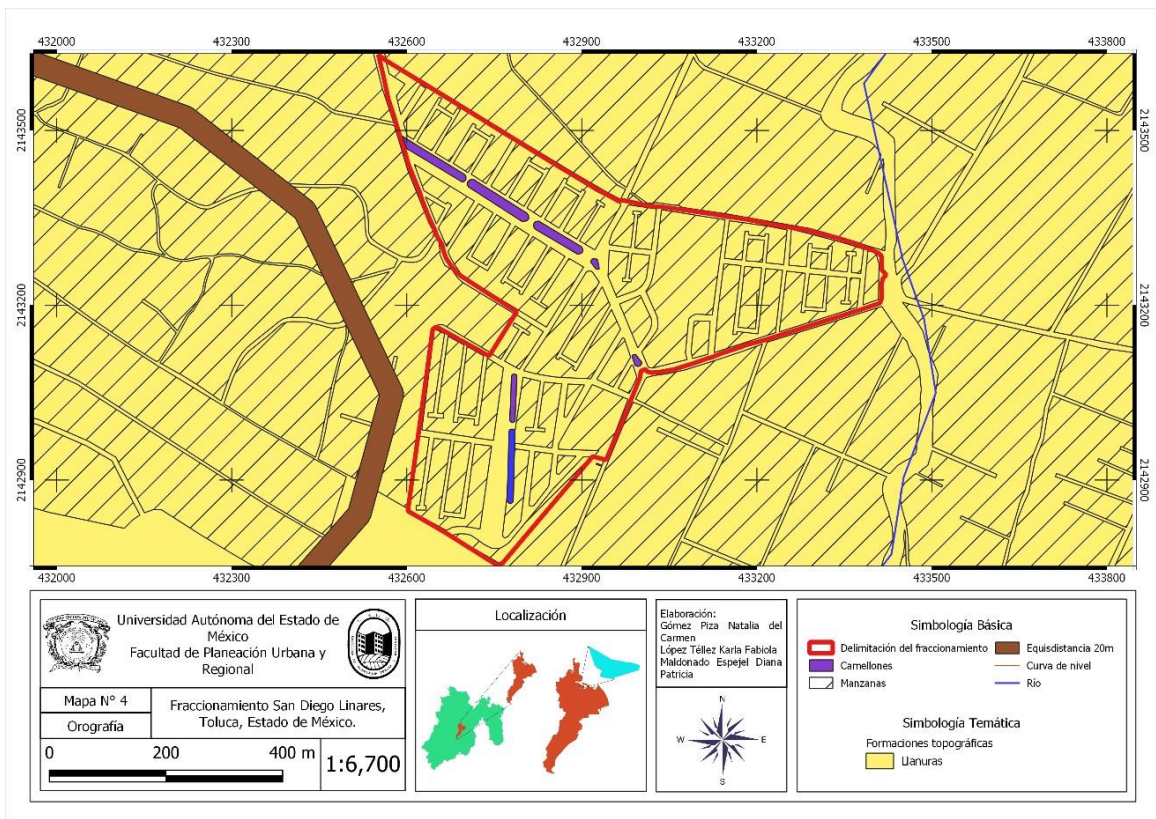 432000 432300 432600 432900 433200 433500 433800
2143500 2143500
2143200 2143200
2142900 2142900
432000 432300 432600 432900 433200 433500 433800
Universidad Autónoma del Estado de
México
Facultad de Planeación Urbana y
Regional
Mapa N° 4
Orografía
Fraccionamiento San Diego Linares,
Toluca, Estado de México.
0 200 400 m
1:6,700
Localización
Elaboración:
Gómez Piza Natalia del
Carmen
López Téllez Karla Fabiola
Maldonado Espejel Diana
Patricia
N
W E
S
Simbología Básica
Delimitación del fraccionamiento
Camellones
Manzanas
Equisdistancia 20m
Curva de nivel
Río
Simbología Temática
Formaciones topográficas
Llanuras